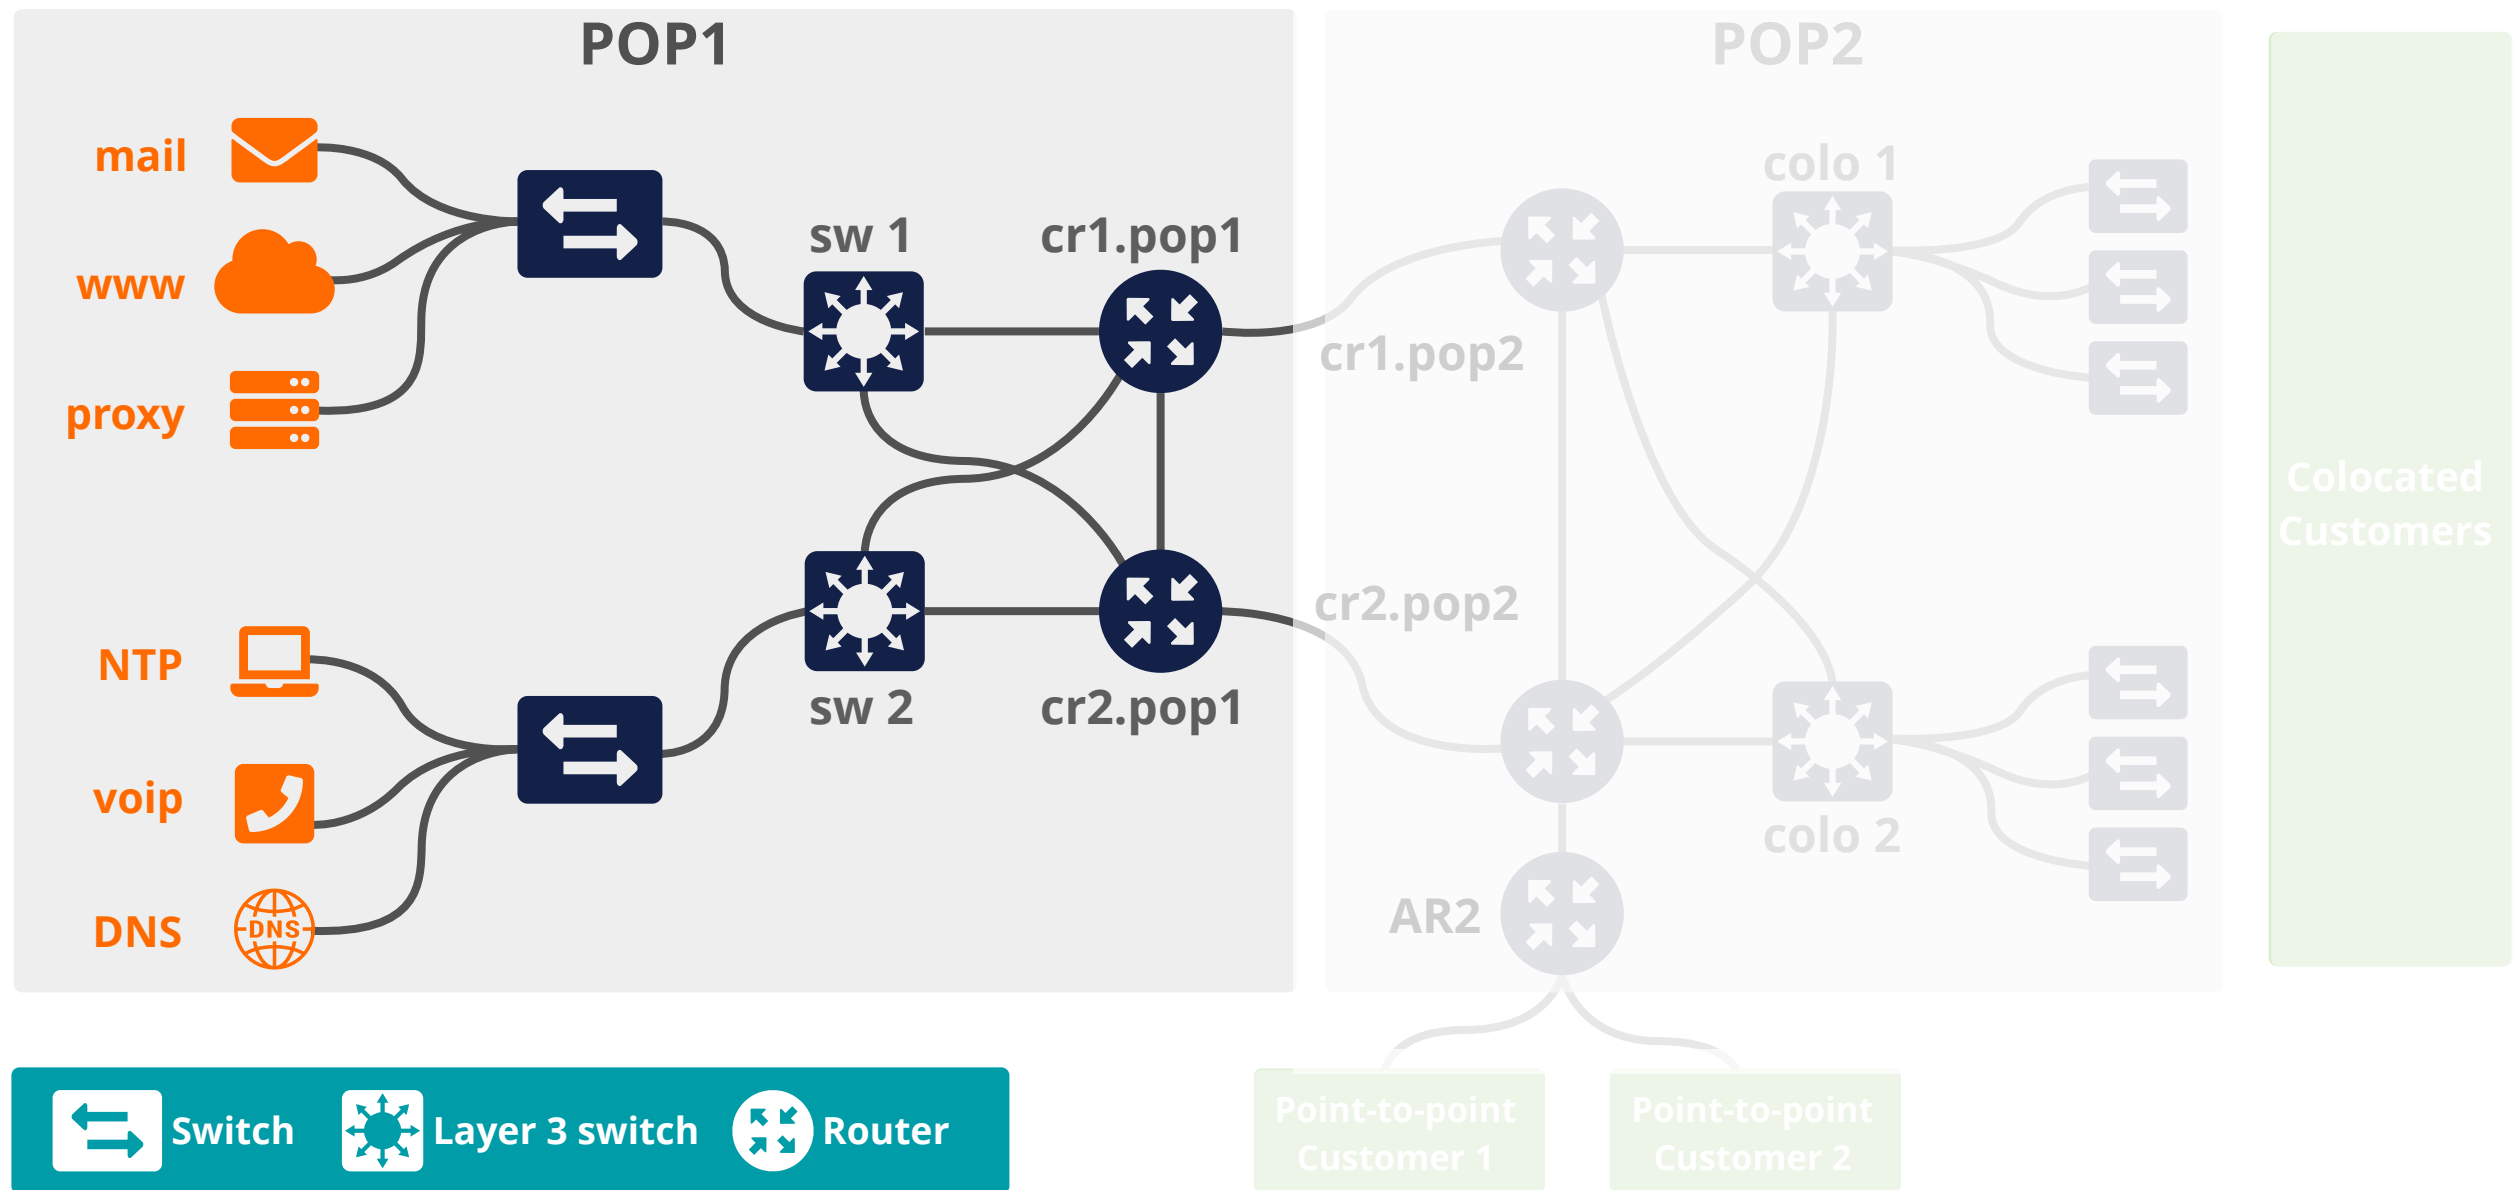 POP1
POP2
mail
www
proxy
NTP
voip
DNS
DNS
sw 1
cr1.pop1
sw 2
cr2.pop1
cr1.pop2
cr2.pop2
colo 1
colo 2
AR2
Colocated
Customers
Switch
Layer 3 switch
Router
Point-to-point
Customer 1
Point-to-point
Customer 2